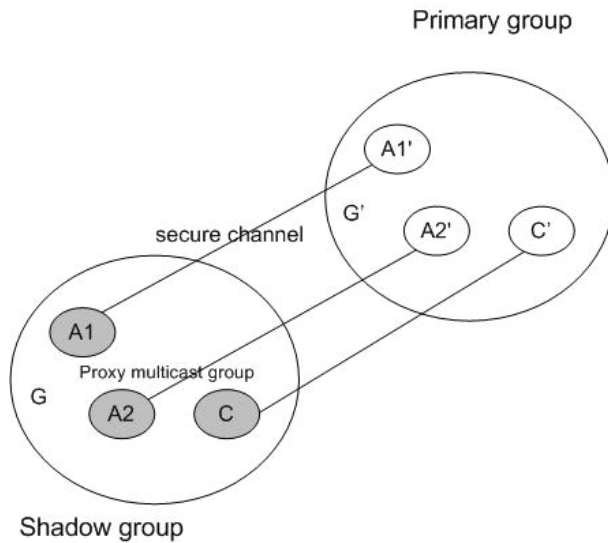 Primary group
A1'
G’
A2'
C’
secure channel
A1
Proxy multicast group
G
A2
C
Shadow group